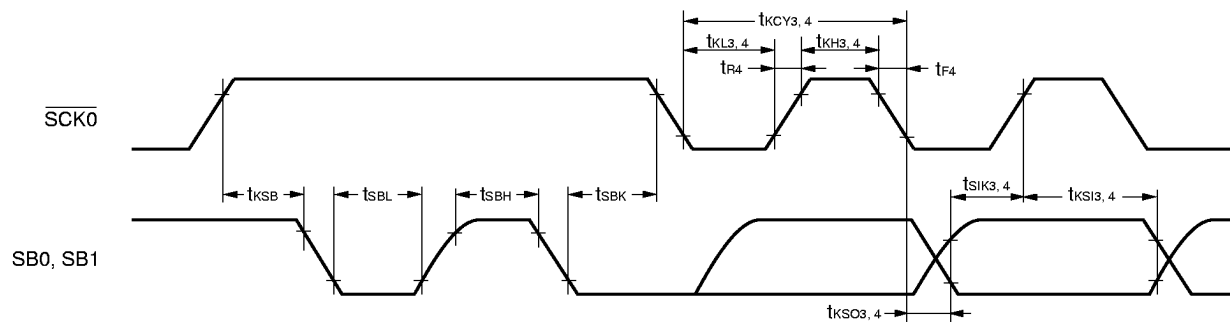 tKCY3, 4
tKL3, 4 tKH3, 4
tR4 tF4
SCK0
tKSB tSBL tSBH tSBK tSIK3, 4 tKSI3, 4
SB0, SB1
tKSO3, 4